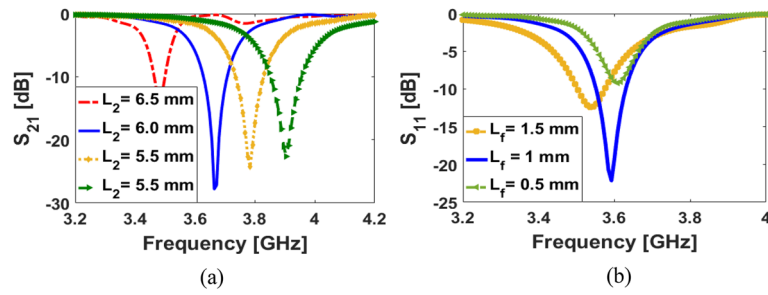 0
-10
-20
-30
S21 [dB]
L2= 6.5 mm
L2= 6.0 mm
L2= 5.5 mm
L2= 5.5 mm
3.2 3.4 3.6 3.8 4 4.2
Frequency [GHz]
(a)
0
-5
-10
-15
-20
-25
S11 [dB]
Lf= 1.5 mm
Lf= 1 mm
Lf= 0.5 mm
3.2 3.4 3.6 3.8 4
Frequency [GHz]
(b)